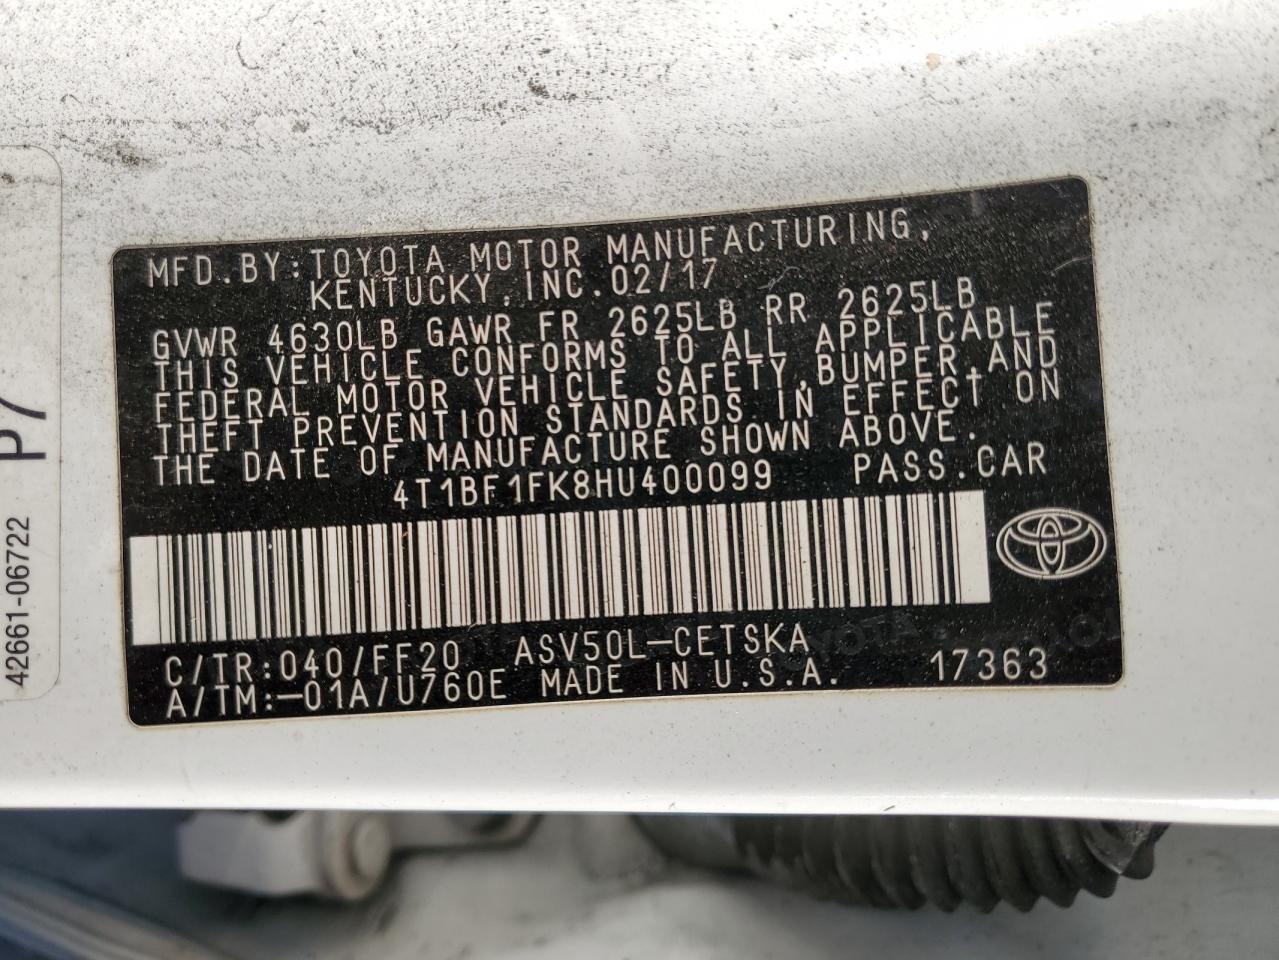 MFD.BY:TOYOTA MOTOR MANUFACTURING,
KENTUCKY,INC.02/17
GVWR 4630LB GAWR FR 2625LB RR 2625LB
THIS VEHICLE CONFORMS TO ALL APPLICABLE
FEDERAL MOTOR VEHICLE SAFETY,BUMPER,AND
THEFT PREVENTION STANDARDS IN EFFECT ON
THE DATE OF MANUFACTURE SHOWN ABOVE.
4T1BF1FK8HU400099 PASS.CAR
C/TR:040/FF20 ASV50L-CETSKA
A/TM:-01A/U760E MADE IN U.S.A. 17363
42661-06722